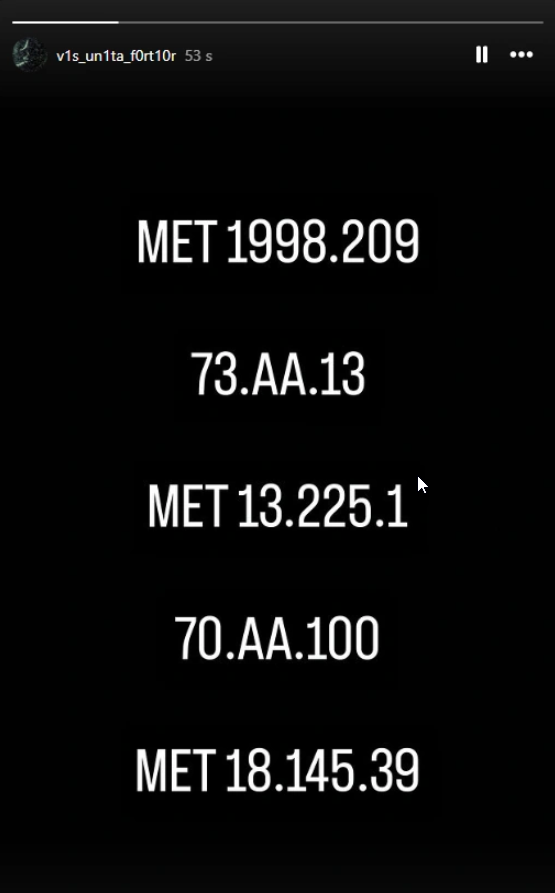 v1s_un1ta_f0rt10r 53 s
MET 1998.209
73.AA.13
MET 13.225.1
70.AA.100
MET 18.145.39